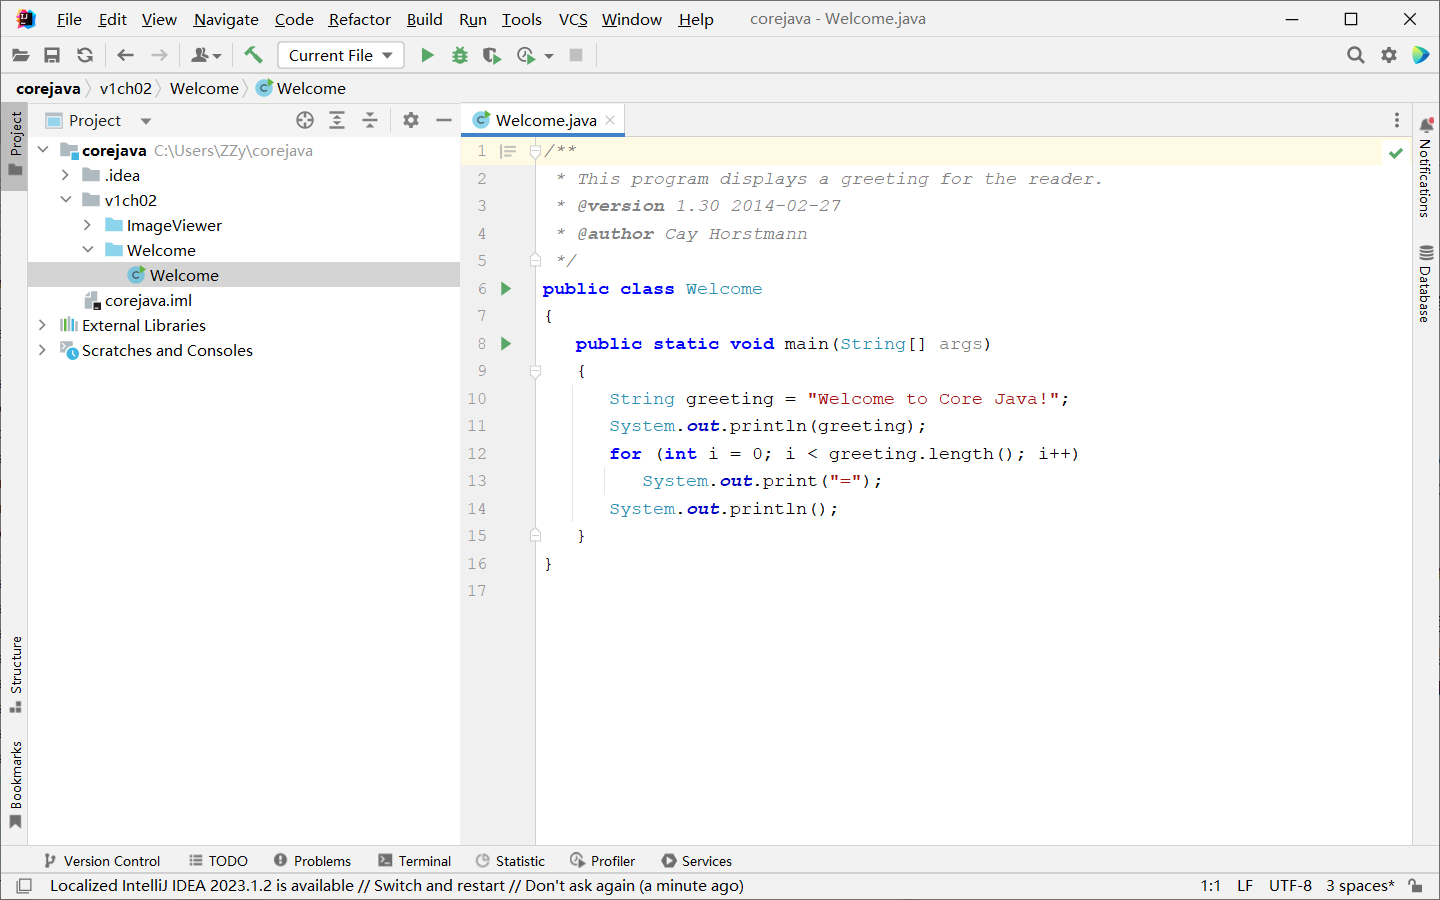 File Edit View Navigate Code Refactor Build Run Tools VCS Window Help corejava - Welcome.java
Current File
corejava v1ch02 Welcome Welcome
Project
Project
Structure
Bookmarks
corejava C:\Users\ZZy\corejava
.idea
v1ch02
ImageViewer
Welcome
Welcome
corejava.iml
External Libraries
Scratches and Consoles
Welcome.java
1 /**
2 * This program displays a greeting for the reader.
3 * @version 1.30 2014-02-27
4 * @author Cay Horstmann
5 */
6 public class Welcome
7 {
8 public static void main(String[] args)
9 {
10 String greeting = "Welcome to Core Java!";
11 System.out.println(greeting);
12 for (int i = 0; i < greeting.length(); i++)
13 System.out.print("=");
14 System.out.println();
15 }
16 }
17
Notifications
Database
Version Control TODO Problems Terminal Statistic Profiler Services
Localized IntelliJ IDEA 2023.1.2 is available // Switch and restart // Don't ask again (a minute ago) 1:1 LF UTF-8 3 spaces*